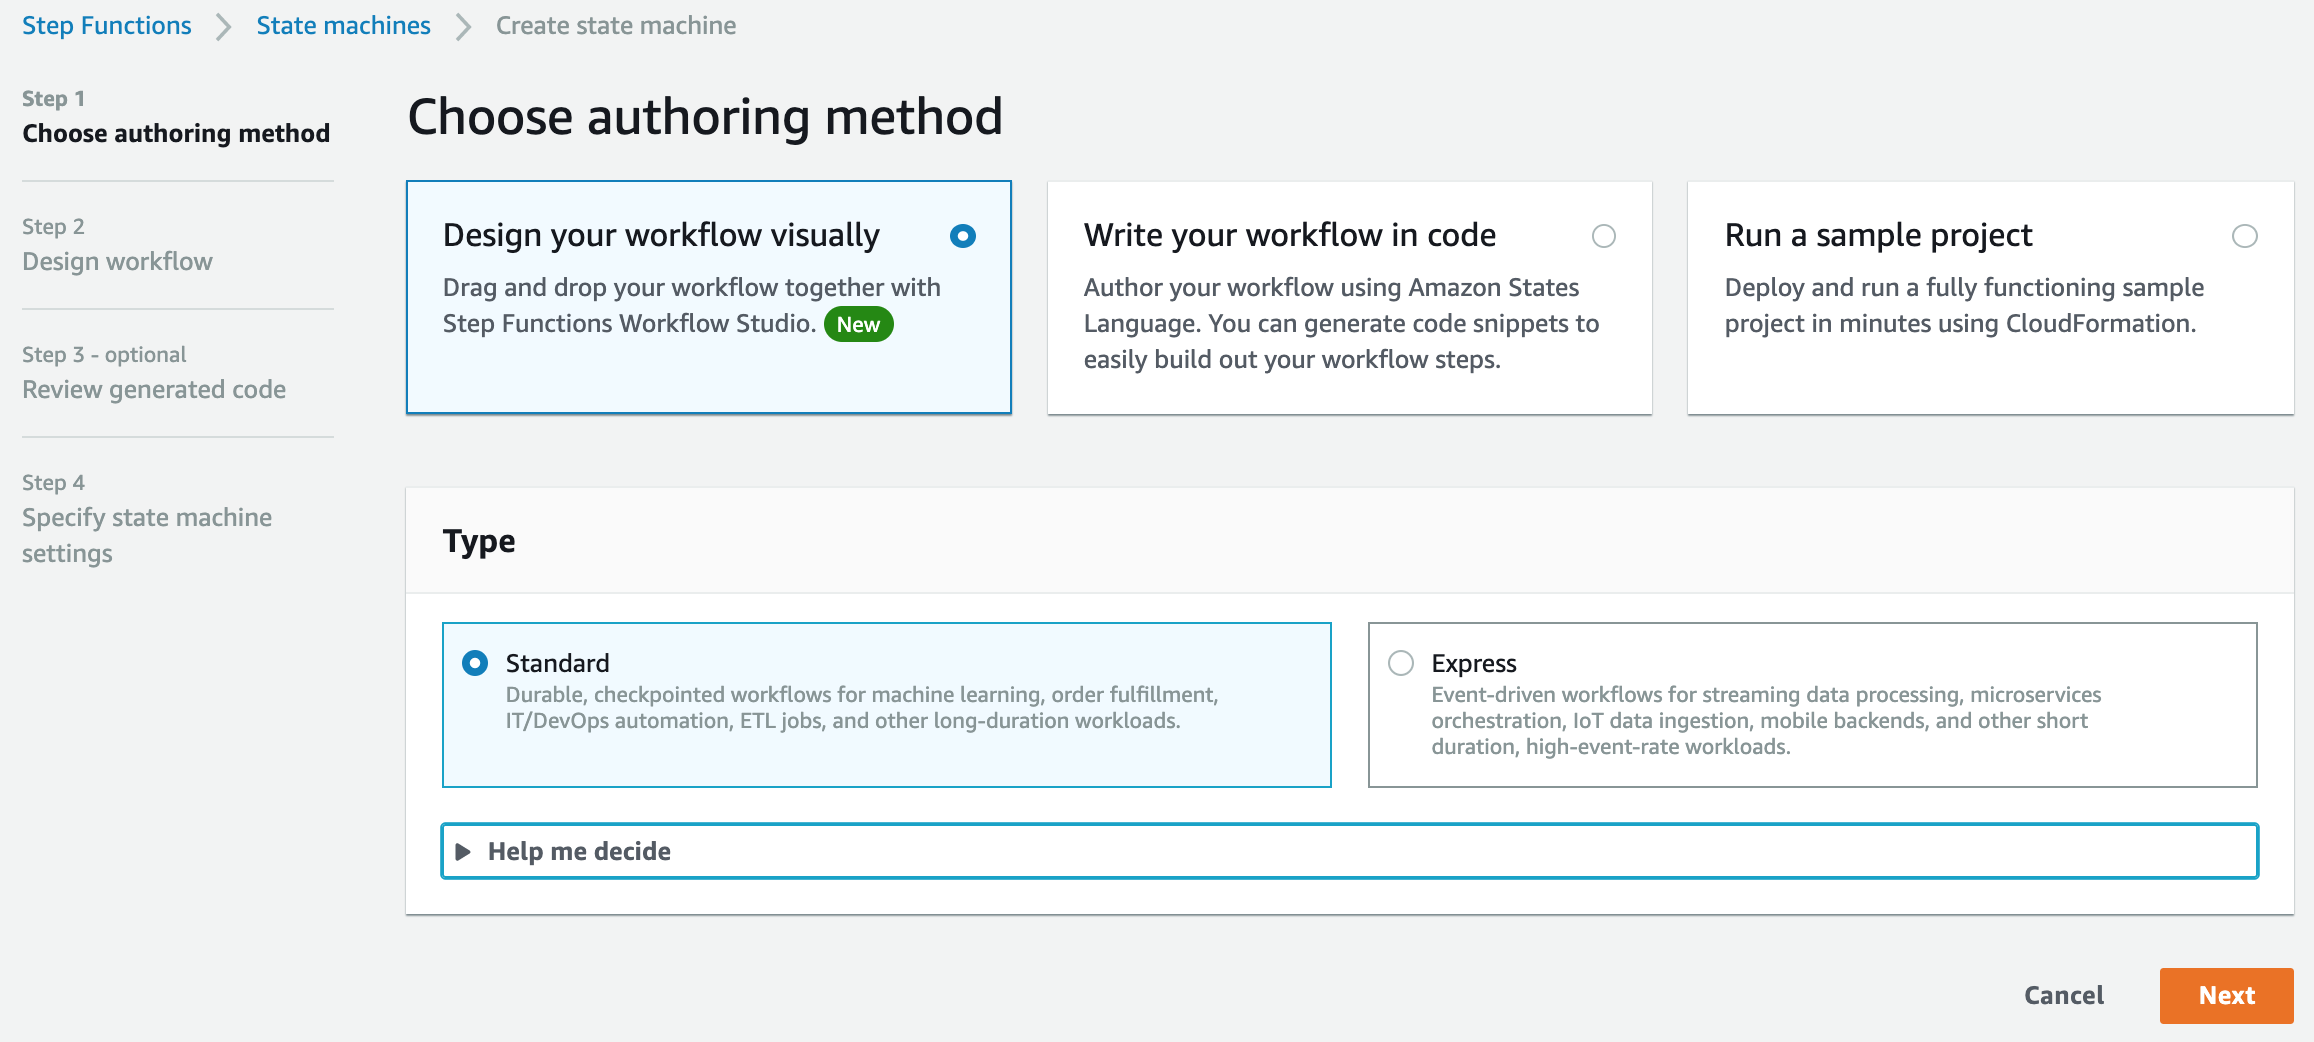 Step Functions
State machines
Create state machine
Step 1
Choose authoring method
Step 2
Design workflow
Step 3 - optional
Review generated code
Step 4
Specify state machine
settings
Choose authoring method
Design your workflow visually
Drag and drop your workflow together with
Step Functions Workflow Studio. New
Write your workflow in code
Author your workflow using Amazon States
Language. You can generate code snippets to
easily build out your workflow steps.
Run a sample project
Deploy and run a fully functioning sample
project in minutes using CloudFormation.
Type
Standard
Durable, checkpointed workflows for machine learning, order fulfillment,
IT/DevOps automation, ETL jobs, and other long-duration workloads.
Express
Event-driven workflows for streaming data processing, microservices
orchestration, IoT data ingestion, mobile backends, and other short
duration, high-event-rate workloads.
Help me decide
Cancel
Next